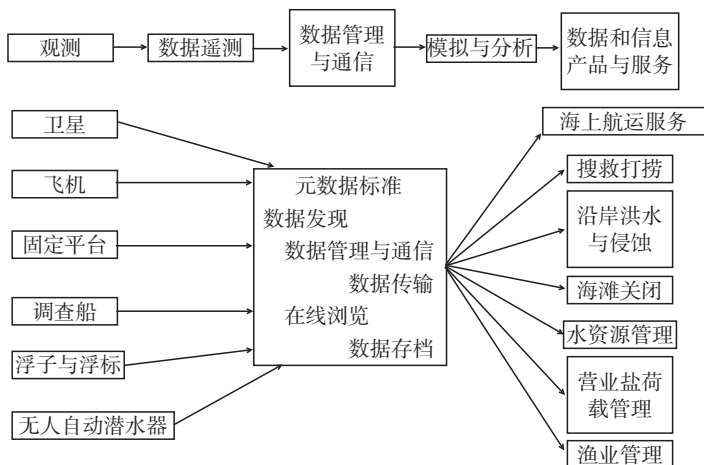 观测
数据遥测
数据管理
与通信
模拟与分析
数据和信息
产品与服务
卫星
飞机
固定平台
调查船
浮子与浮标
无人自动潜水器
元数据标准
数据发现
数据管理与通信
数据传输
在线浏览
数据存档
海上航运服务
搜救打捞
沿岸洪水
与侵蚀
海滩关闭
水资源管理
营业盐荷
载管理
渔业管理